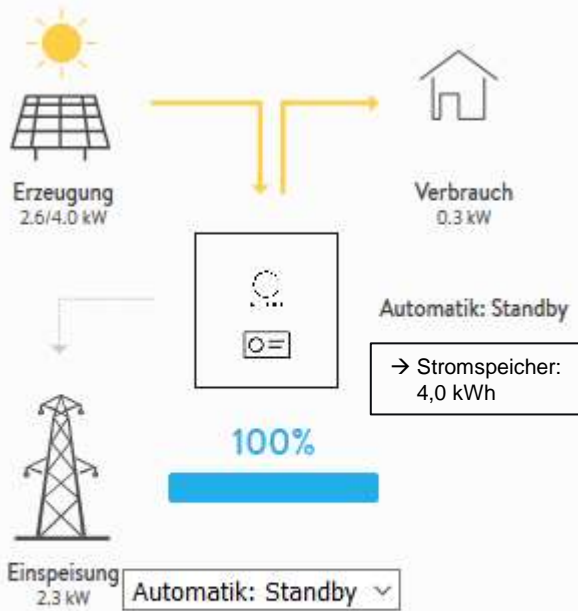 Erzeugung
2.6/4.0 kW
Verbrauch
0.3 kW
Automatik: Standby
→ Stromspeicher:
4,0 kWh
100%
Einspeisung
2.3 kW
Automatik: Standby